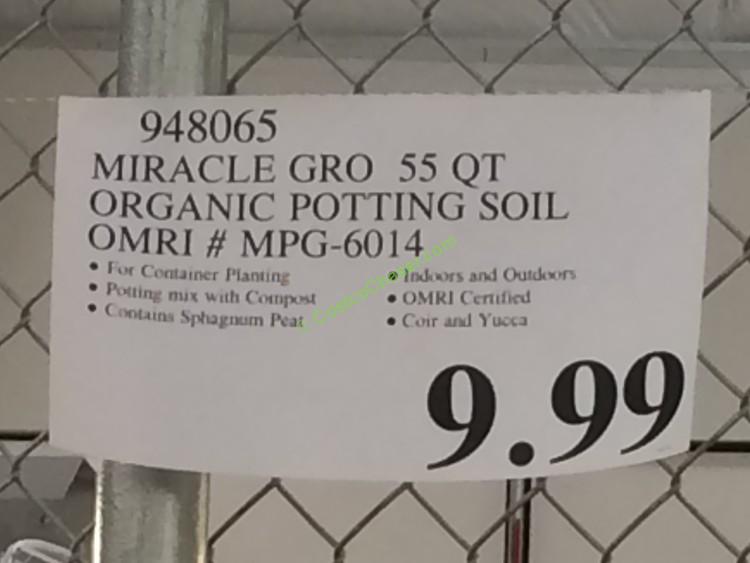 948065
MIRACLE GRO 55 QT
ORGANIC POTTING SOIL
OMRI # MPG-6014
• For Container Planting
• Potting mix with Compost
• Contains Sphagnum Peat
• Indoors and Outdoors
• OMRI Certified
• Coir and Yucca
9.99